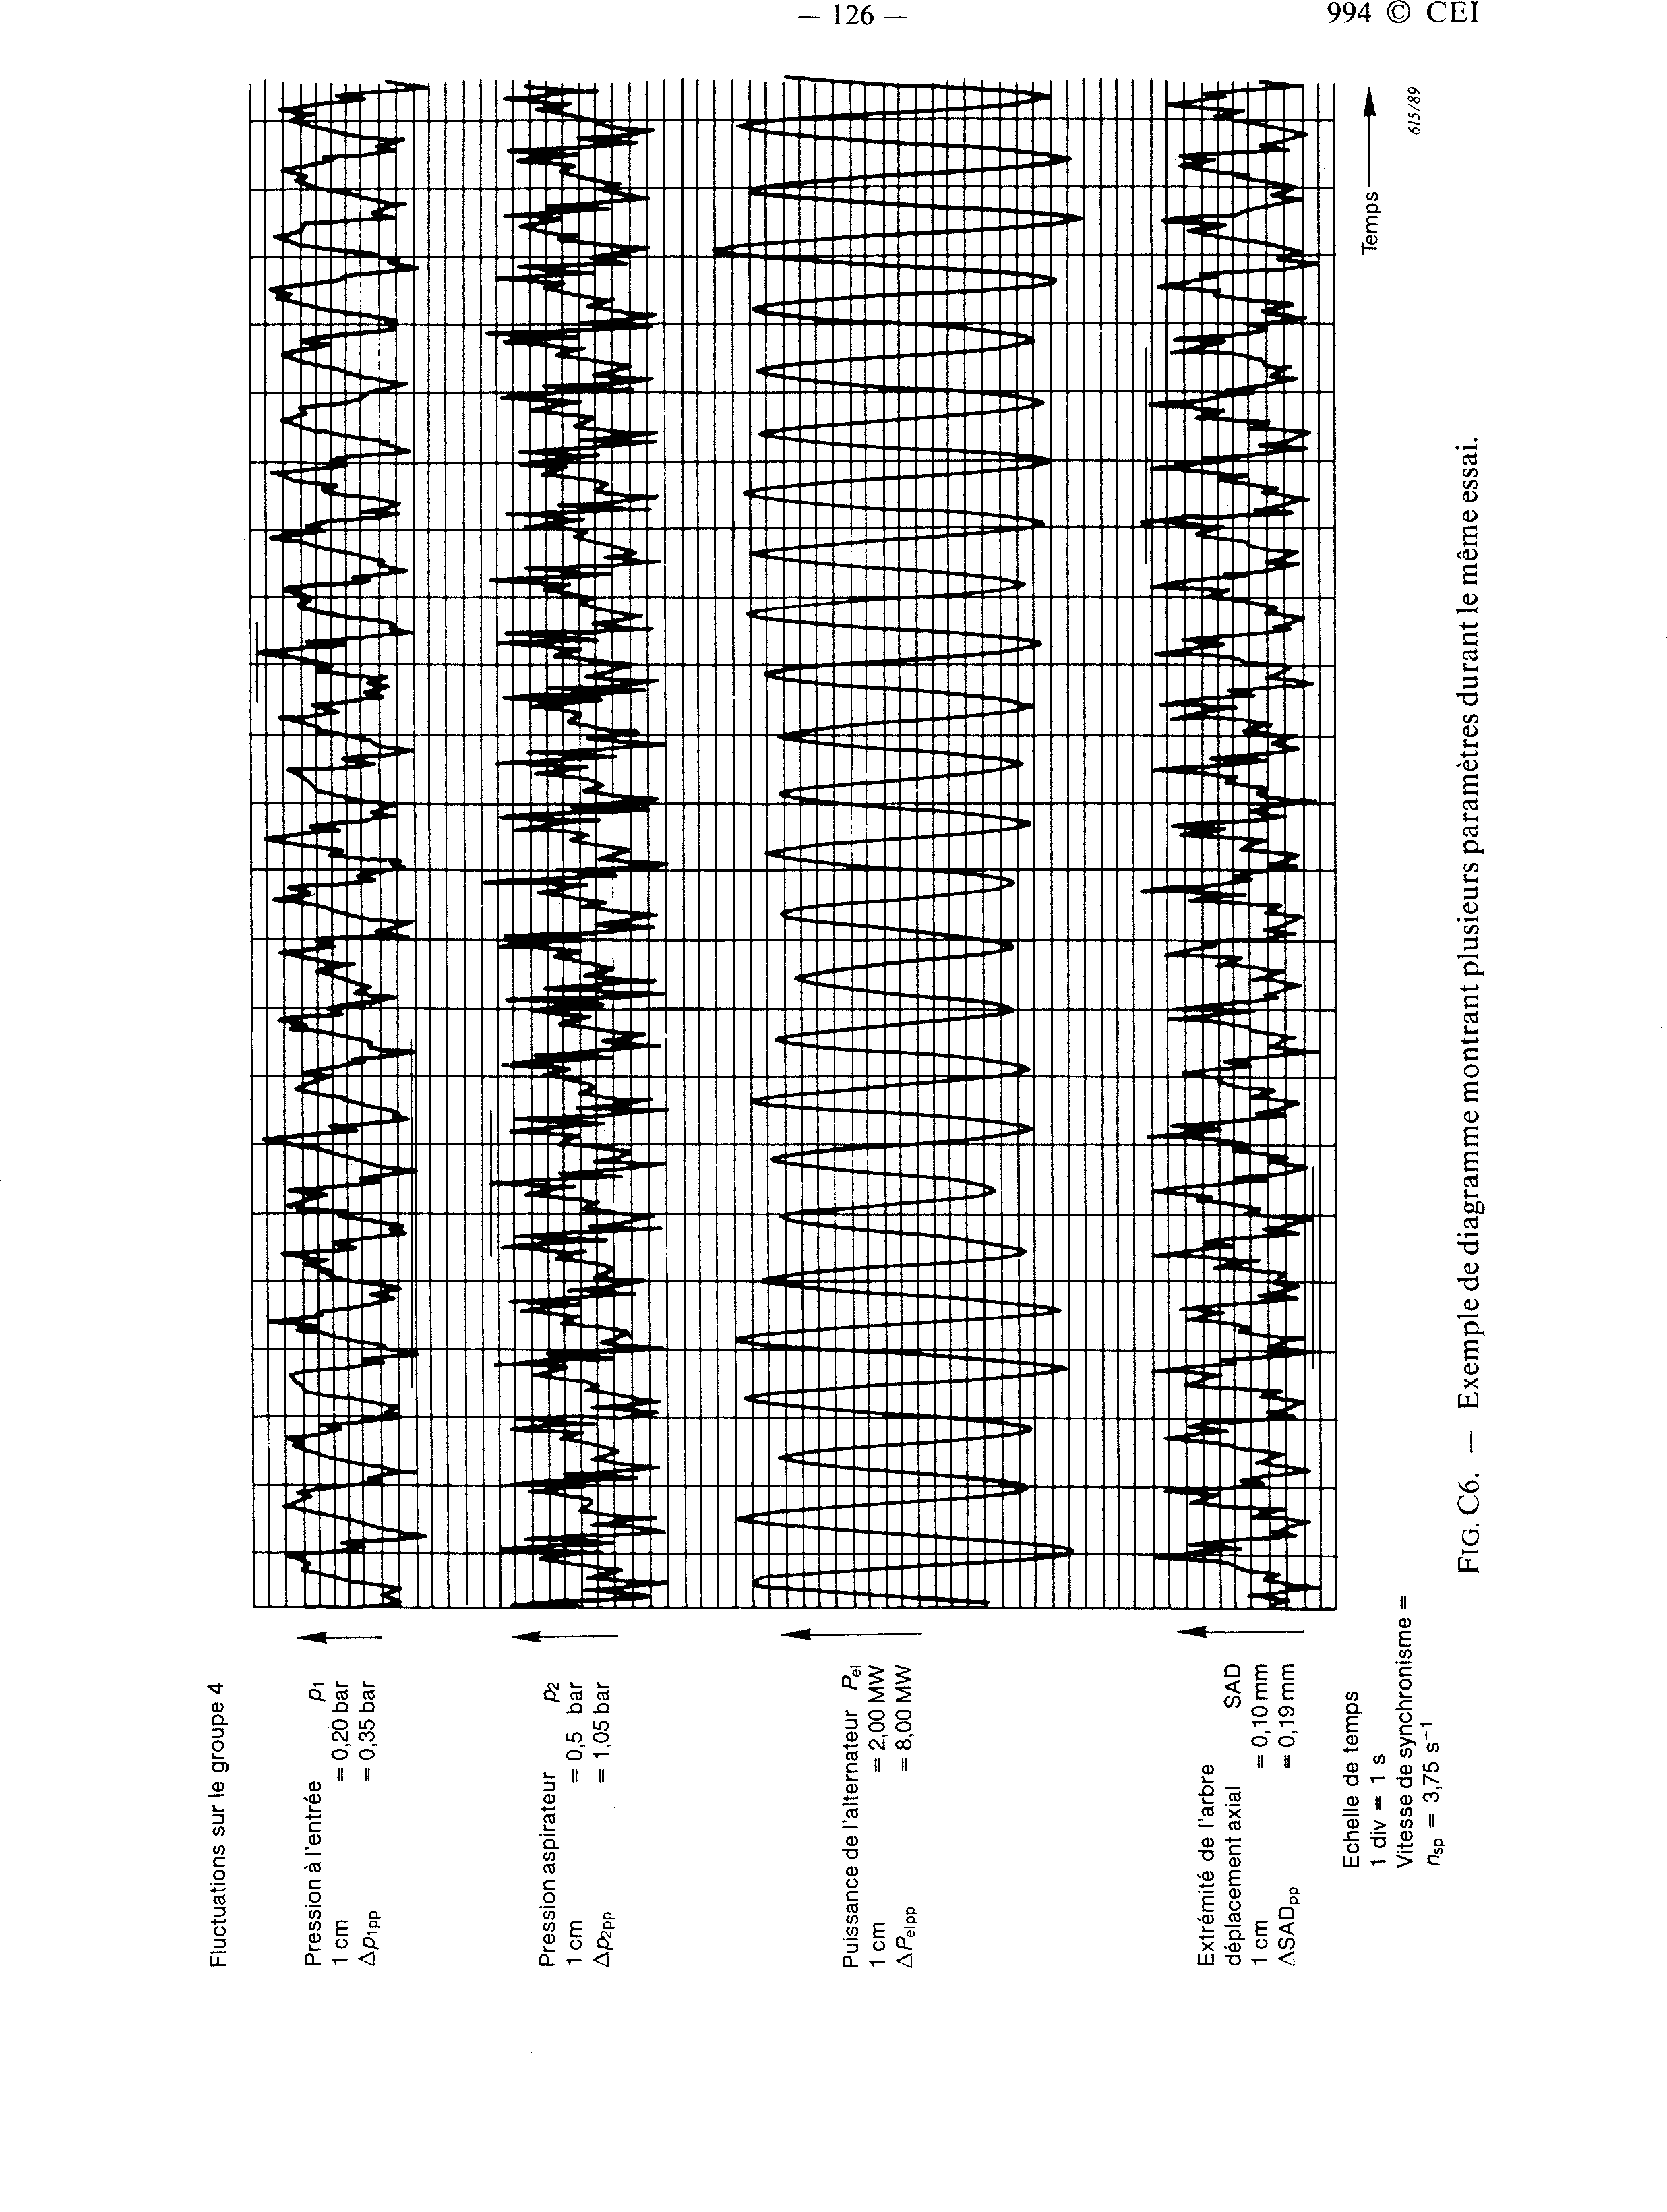 — 126 —
994 © CEI
Fluctuations sur le groupe 4
Pression à l'entrée p1
1 cm = 0,20 bar
Δp1pp = 0,35 bar
Pression aspirateur p2
1 cm = 0,5 bar
Δp2pp = 1,05 bar
Puissance de l'alternateur Pel
1 cm = 2,00 MW
ΔPelpp = 8,00 MW
Extrémité de l'arbre
déplacement axial SAD
1 cm = 0,10 mm
ΔSADpp = 0,19 mm
Echelle de temps
1 div = 1 s
Vitesse de synchronisme =
nsp = 3,75 s−1
Temps
615/89
FIG. C6. — Exemple de diagramme montrant plusieurs paramètres durant le même essai.